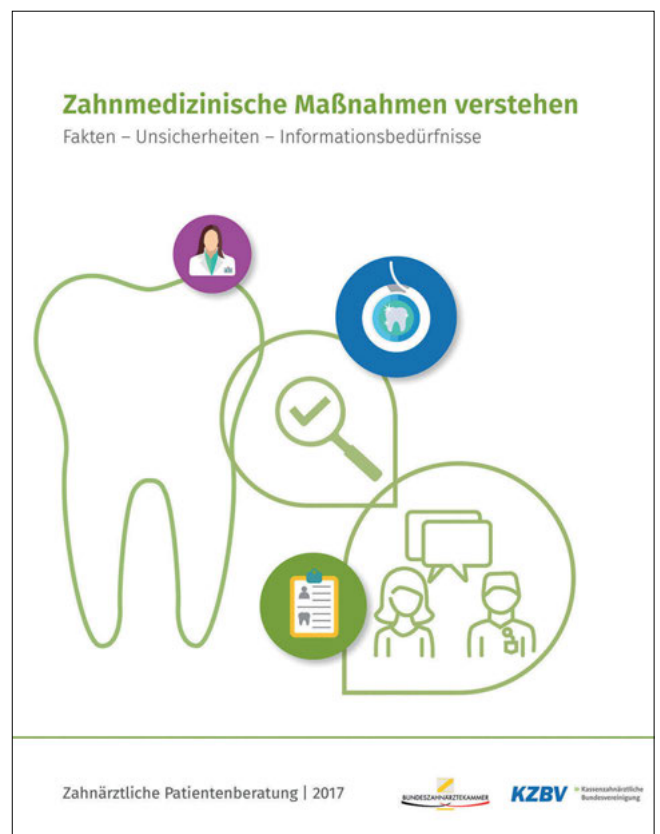 Zahnmedizinische Maßnahmen verstehen
Fakten – Unsicherheiten – Informationsbedürfnisse
Zahnärztliche Patientenberatung | 2017
BUNDESZAHNÄRZTEKAMMER
KZBV
Kassenzahnärztliche
Bundesvereinigung